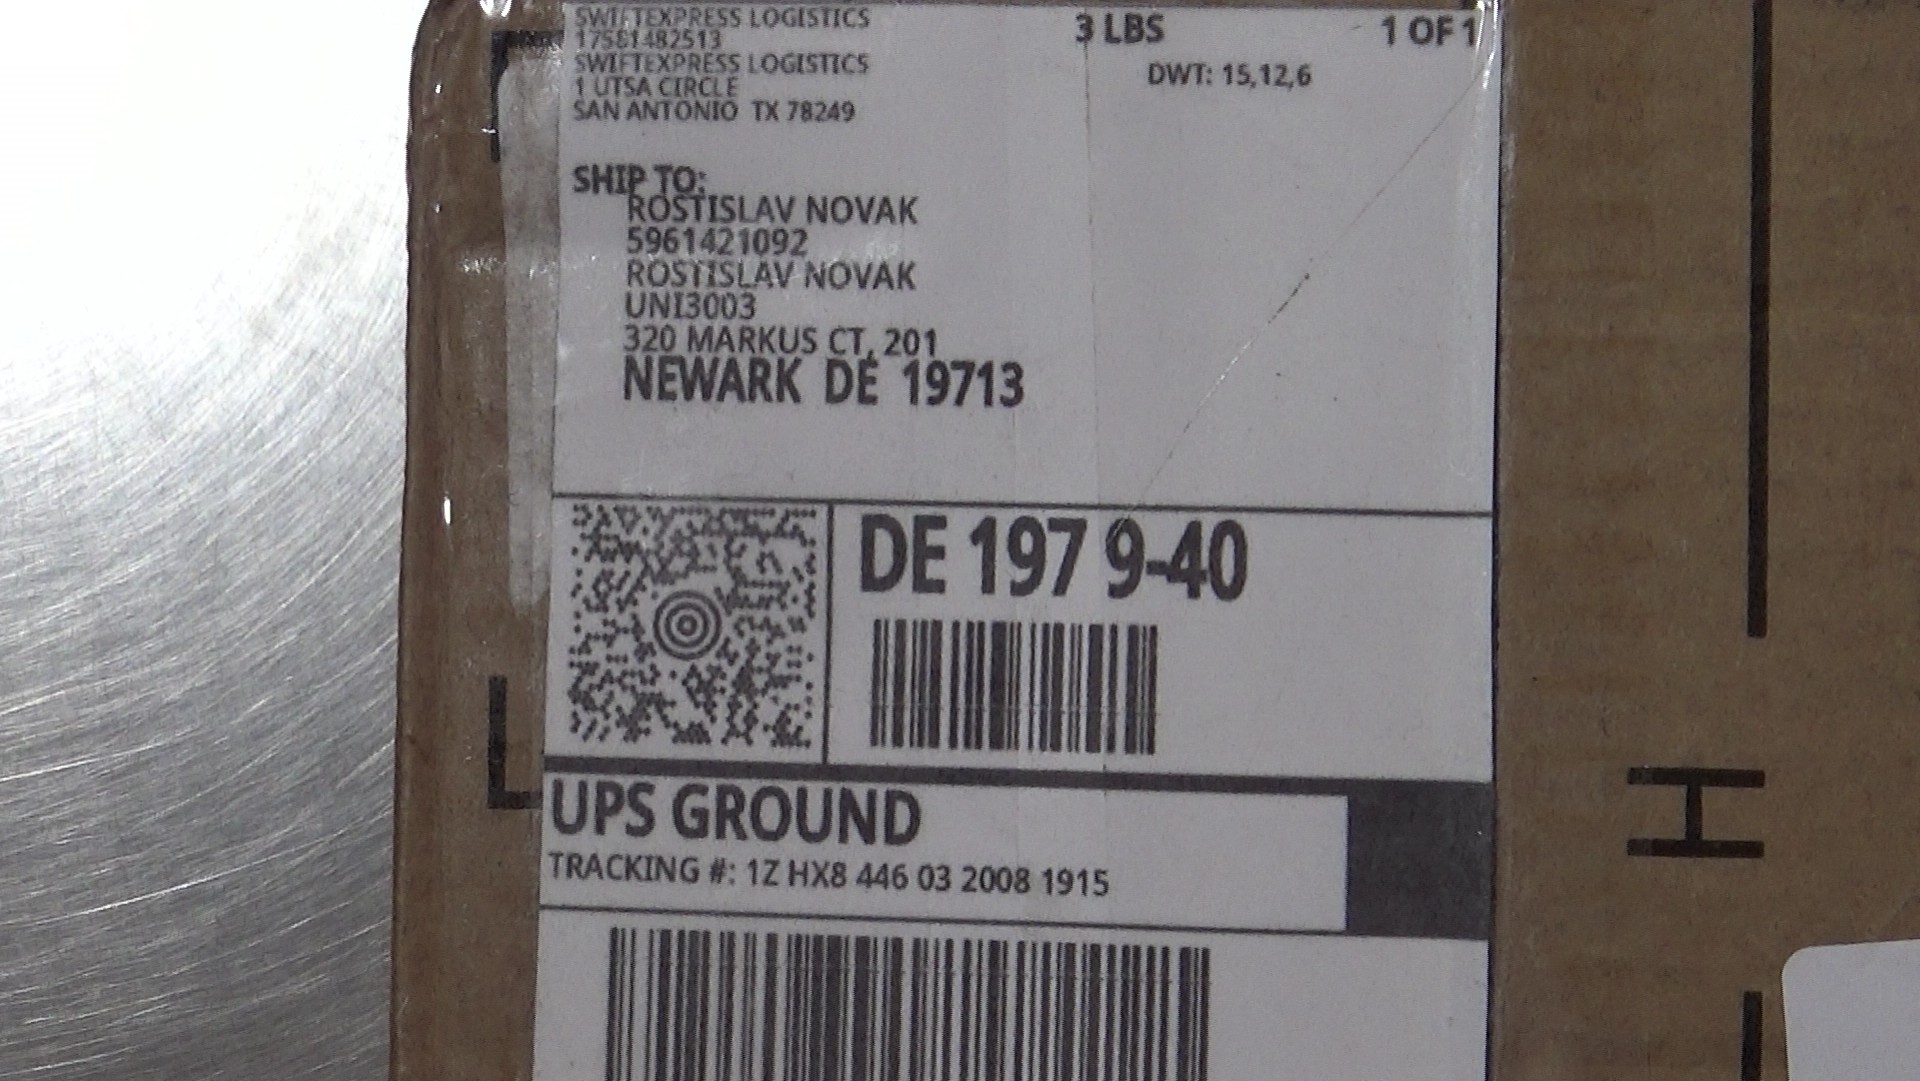 SWIFTEXPRESS LOGISTICS
17581482513
SWIFTEXPRESS LOGISTICS
1 UTSA CIRCLE
SAN ANTONIO TX 78249
3 LBS
1 OF 1
DWT: 15,12,6
SHIP TO:
ROSTISLAV NOVAK
5961421092
ROSTISLAV NOVAK
UNI3003
320 MARKUS CT, 201
NEWARK DE 19713
DE 197 9-40
UPS GROUND
TRACKING #: 1Z HX8 446 03 2008 1915